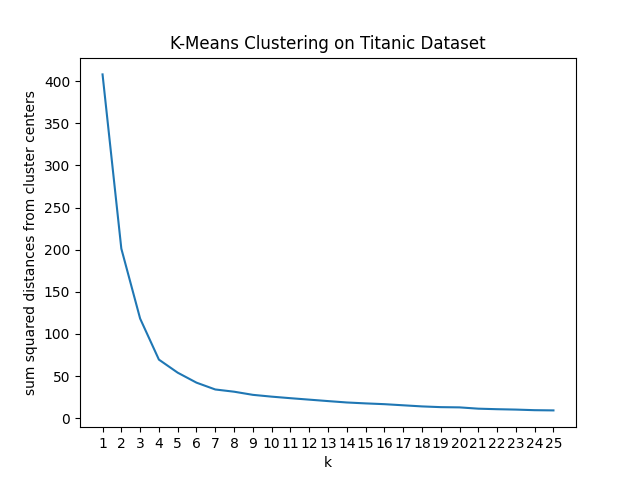 K-Means Clustering on Titanic Dataset
sum squared distances from cluster centers
400
350
300
250
200
150
100
50
0
1 2 3 4 5 6 7 8 9 10 11 12 13 14 15 16 17 18 19 20 21 22 23 24 25
k